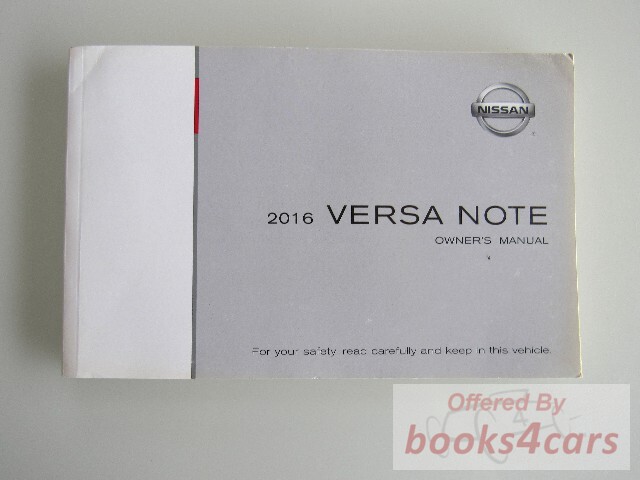 NISSAN
2016 VERSA NOTE
OWNER'S MANUAL
For your safety, read carefully and keep in this vehicle.
Offered By
books4cars